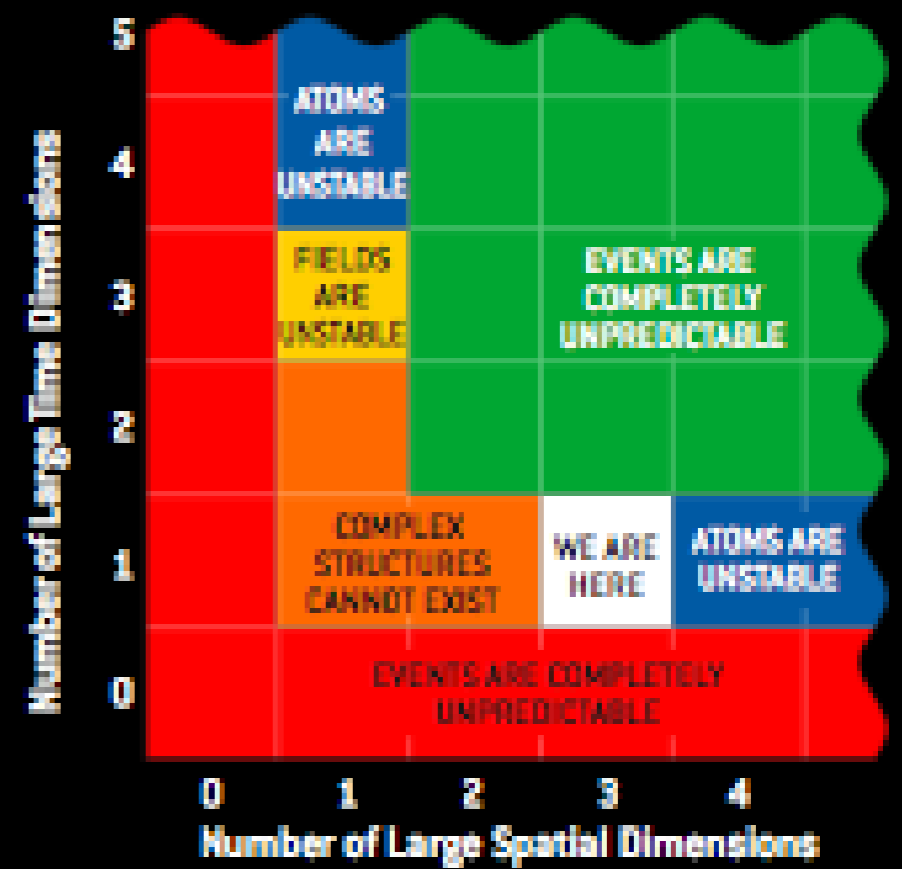 5
ATOMS
ARE
UNSTABLE
4
FIELDS
ARE
UNSTABLE
3
EVENTS ARE
COMPLETELY
UNPREDICTABLE
2
COMPLEX
STRUCTURES
CANNOT EXIST
1
WE ARE
HERE
ATOMS ARE
UNSTABLE
0
EVENTS ARE COMPLETELY
UNPREDICTABLE
0 1 2 3 4
Number of Large Spatial Dimensions
Number of Large Time Dimensions